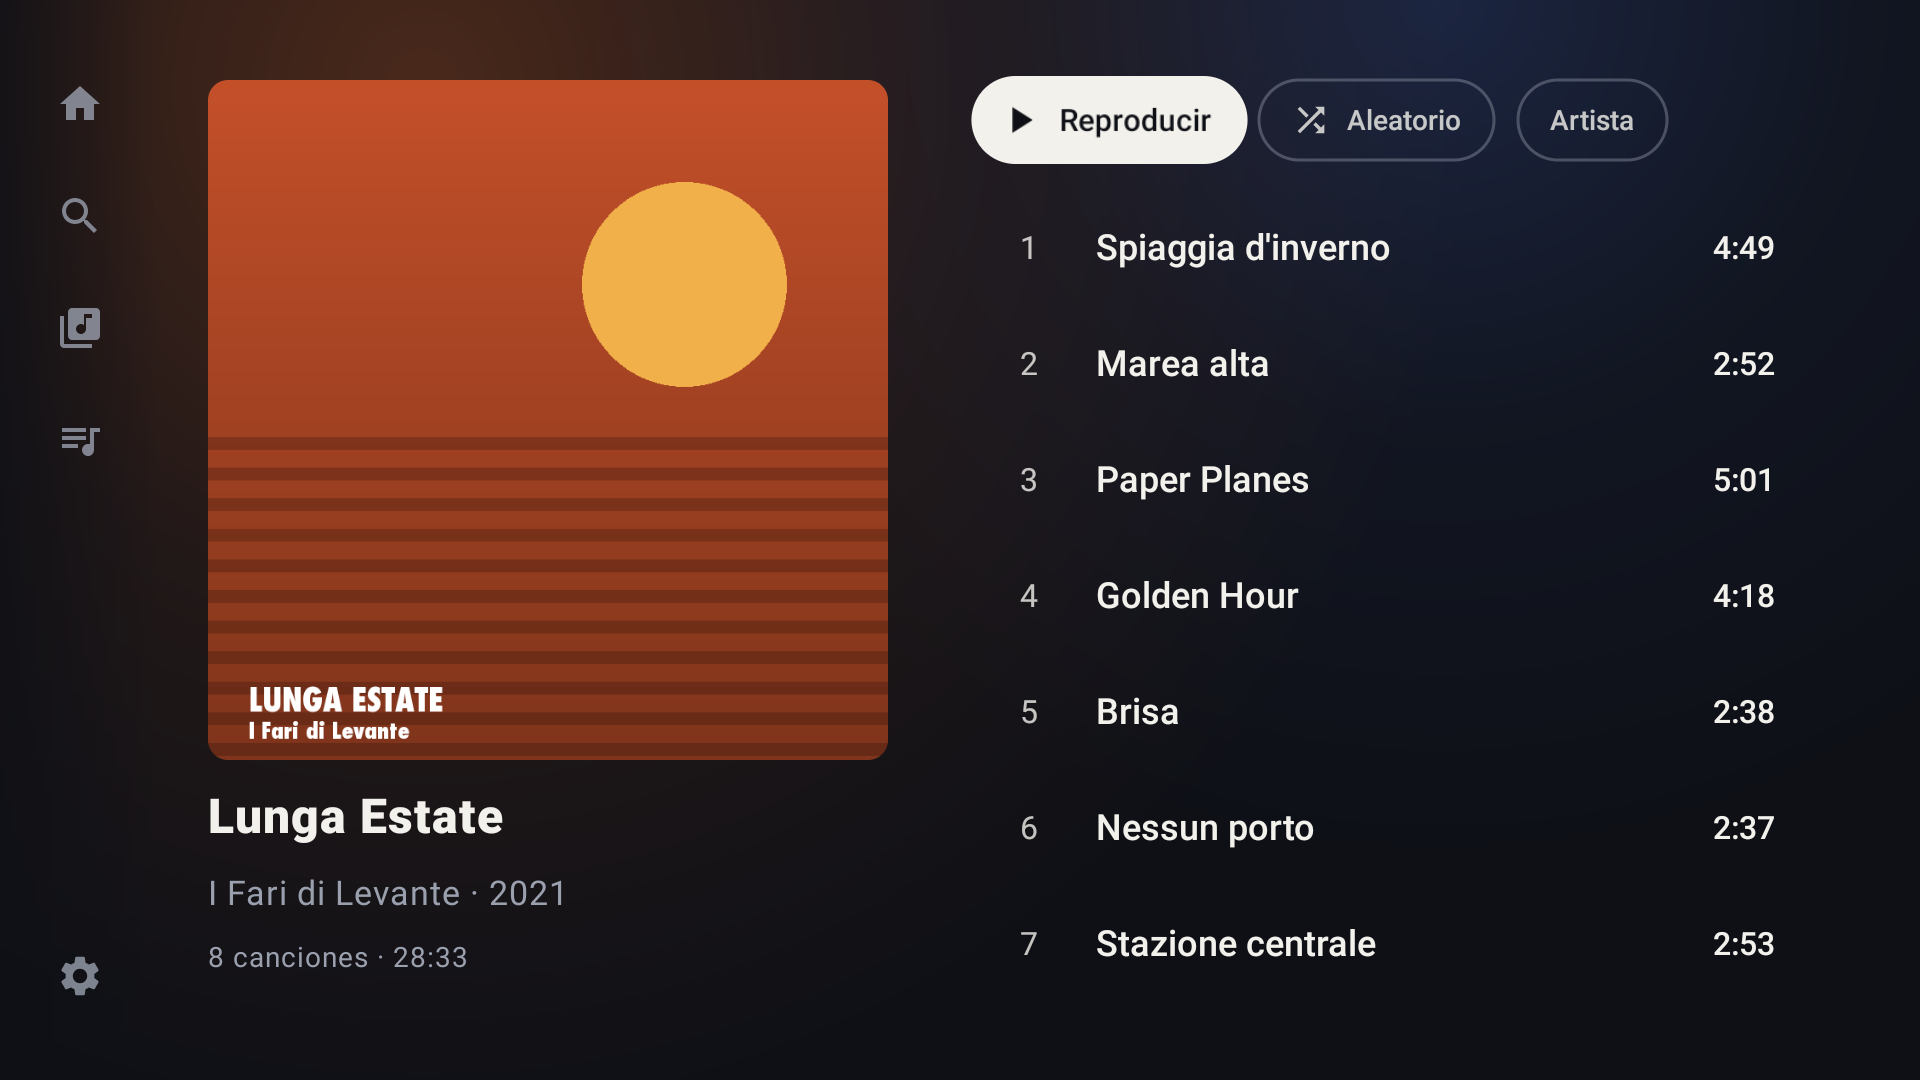 LUNGA ESTATE
I Fari di Levante
Lunga Estate
I Fari di Levante · 2021
8 canciones · 28:33
Reproducir
Aleatorio
Artista
1 Spiaggia d'inverno 4:49
2 Marea alta 2:52
3 Paper Planes 5:01
4 Golden Hour 4:18
5 Brisa 2:38
6 Nessun porto 2:37
7 Stazione centrale 2:53